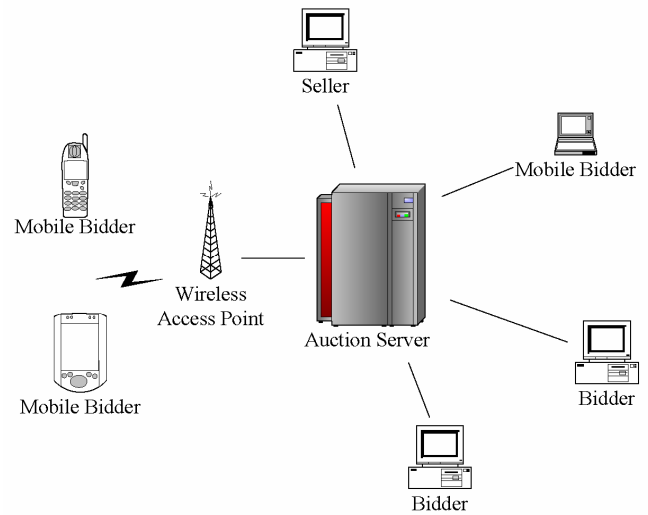 Seller
Mobile Bidder
Mobile Bidder
Wireless
Access Point
Auction Server
Mobile Bidder
Bidder
Bidder